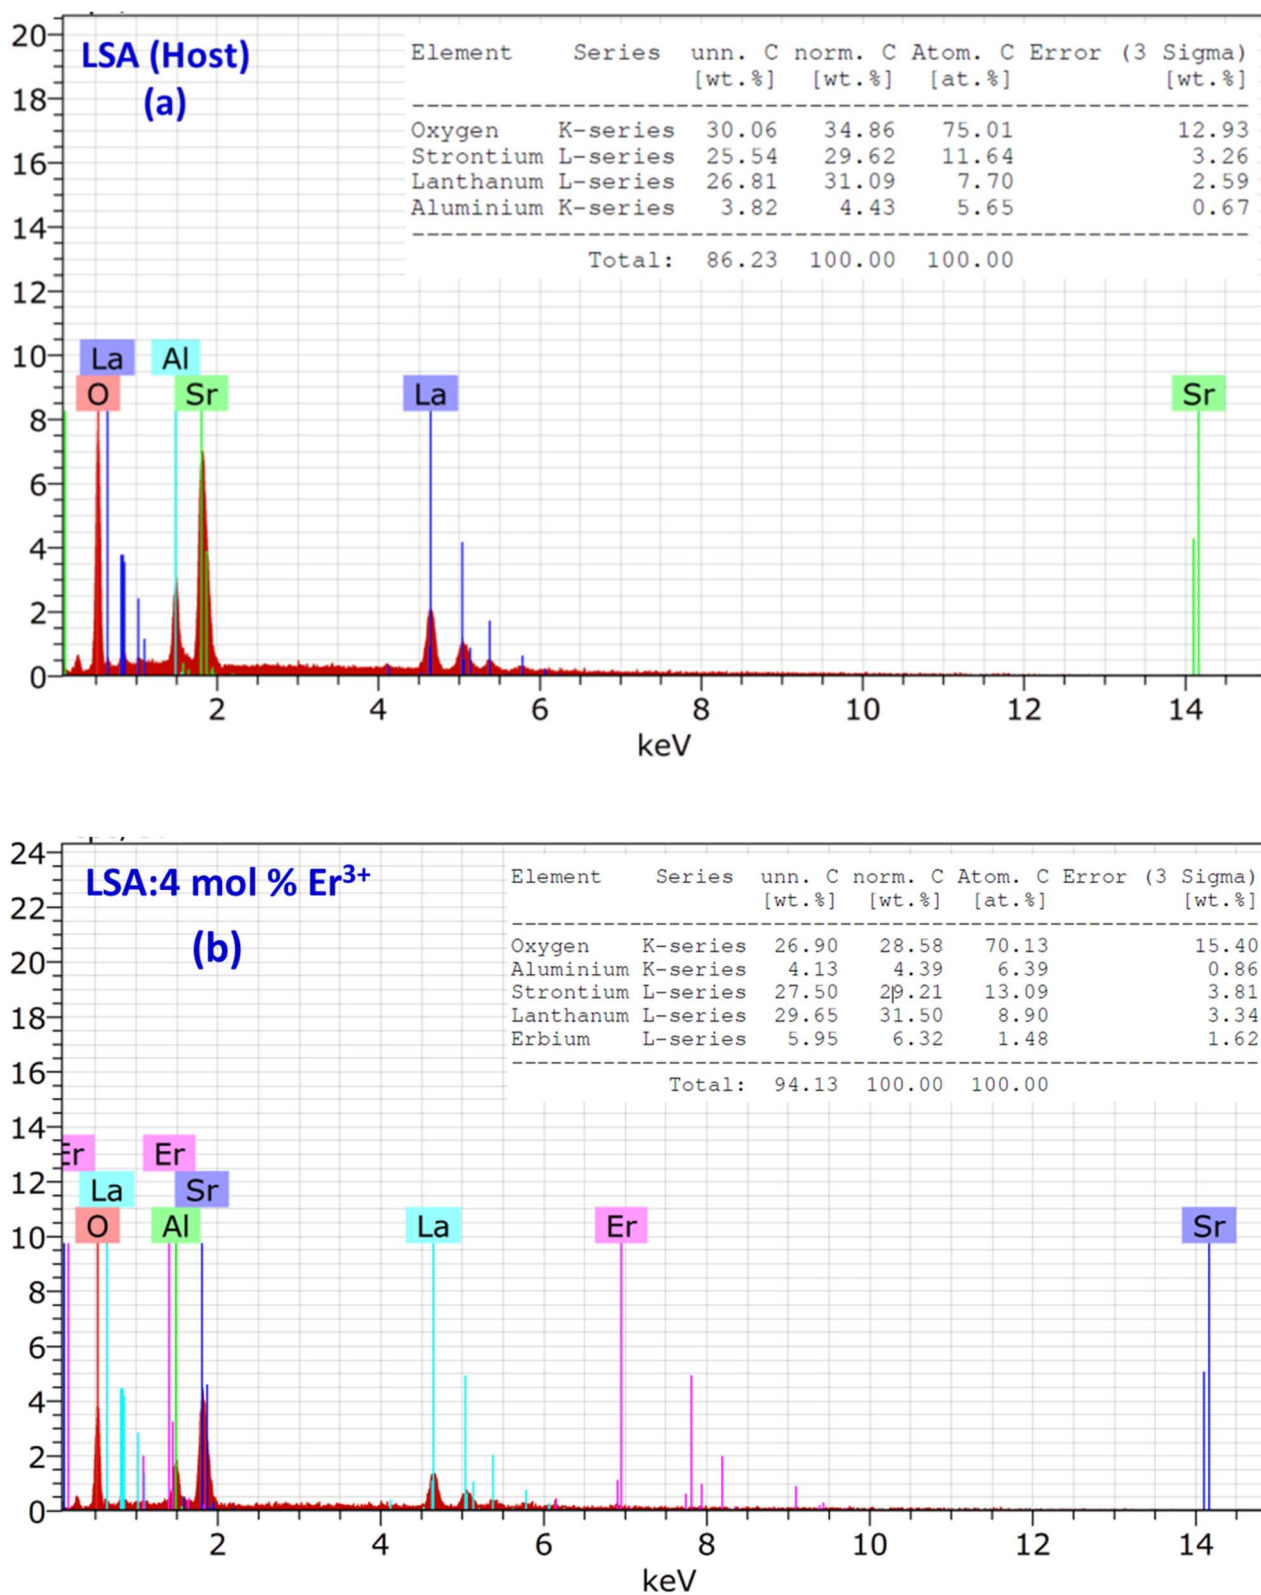 LSA (Host)
(a)
Element Series unn. C norm. C Atom. C Error (3 Sigma)
[wt.%] [wt.%] [at.%] [wt.%]
Oxygen K-series 30.06 34.86 75.01 12.93
Strontium L-series 25.54 29.62 11.64 3.26
Lanthanum L-series 26.81 31.09 7.70 2.59
Aluminium K-series 3.82 4.43 5.65 0.67
Total: 86.23 100.00 100.00
20
18
16
14
12
10
8
6
4
2
0
La Al
O Sr La Sr
2 4 6 8 10 12 14
keV
LSA:4 mol % Er³⁺
(b)
Element Series unn. C norm. C Atom. C Error (3 Sigma)
[wt.%] [wt.%] [at.%] [wt.%]
Oxygen K-series 26.90 28.58 70.13 15.40
Aluminium K-series 4.13 4.39 6.39 0.86
Strontium L-series 27.50 29.21 13.09 3.81
Lanthanum L-series 29.65 31.50 8.90 3.34
Erbium L-series 5.95 6.32 1.48 1.62
Total: 94.13 100.00 100.00
24
22
20
18
16
14
12
10
8
6
4
2
0
Er Er
La Sr
O Al La Er Sr
2 4 6 8 10 12 14
keV